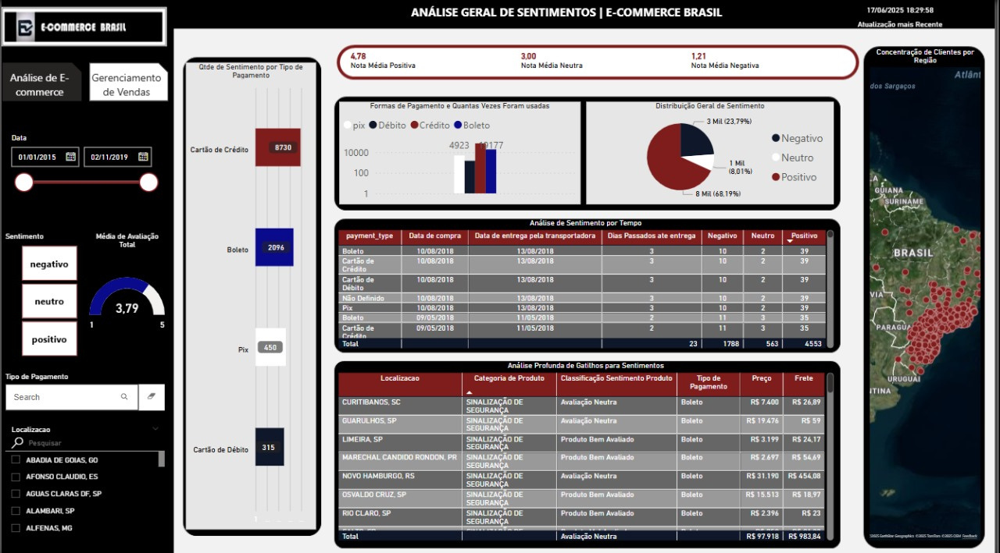 E-COMMERCE BRASIL
ANÁLISE GERAL DE SENTIMENTOS | E-COMMERCE BRASIL
17/06/2025 18:29:58
Atualização mais Recente
Análise de E-
commerce
Gerenciamento
de Vendas
Data
01/01/2015
02/11/2019
Sentimento
negativo
neutro
positivo
Média de Avaliação
Total
3,79
1
5
Tipo de Pagamento
Search
Localizacao
Pesquisar
ABADIA DE GOIAS, GO
AFONSO CLAUDIO, ES
AGUAS CLARAS DF, SP
ALAMBARI, SP
ALFENAS, MG
Qtde de Sentimento por Tipo de
Pagamento
Cartão de Crédito
8730
Boleto
2096
Pix
450
Cartão de Débito
315
1
4,78
Nota Média Positiva
3,00
Nota Média Neutra
1,21
Nota Média Negativa
Formas de Pagamento e Quantas Vezes Foram usadas
pix Débito Crédito Boleto
10000
100
1
4923
19177
Distribuição Geral de Sentimento
3 Mil (23,79%)
1 Mil
(8,01%)
8 Mil (68,19%)
Negativo
Neutro
Positivo
Análise de Sentimento por Tempo
payment_type Data de compra Data de entrega pela transportadora Dias Passados ate entrega Negativo Neutro Positivo
Boleto 10/08/2018 13/08/2018 3 10 2 39
Cartão de 10/08/2018 13/08/2018 3 10 2 39
Crédito
Cartão de 10/08/2018 13/08/2018 3 10 2 39
Débito
Não Definido 10/08/2018 13/08/2018 3 10 2 39
Pix 10/08/2018 13/08/2018 3 10 2 39
Boleto 09/05/2018 11/05/2018 2 11 3 35
Cartão de 09/05/2018 11/05/2018 2 11 3 35
Crédito
Total 23 1788 563 4553
Análise Profunda de Gatilhos para Sentimentos
Localizacao Categoria de Produto Classificação Sentimento Produto Tipo de Preço Frete
Pagamento
CURITIBANOS, SC SINALIZAÇÃO DE Avaliação Neutra Boleto R$ 7.400 R$ 26,89
SEGURANÇA
GUARULHOS, SP SINALIZAÇÃO DE Avaliação Neutra Boleto R$ 19.476 R$ 59
SEGURANÇA
LIMEIRA, SP SINALIZAÇÃO DE Produto Bem Avaliado Boleto R$ 3.199 R$ 24,17
SEGURANÇA
MARECHAL CANDIDO RONDON, PR SINALIZAÇÃO DE Produto Bem Avaliado Boleto R$ 2.697 R$ 54,69
SEGURANÇA
NOVO HAMBURGO, RS SINALIZAÇÃO DE Avaliação Neutra Boleto R$ 31.190 R$ 454,08
SEGURANÇA
OSVALDO CRUZ, SP SINALIZAÇÃO DE Produto Bem Avaliado Boleto R$ 15.513 R$ 18,97
SEGURANÇA
RIO CLARO, SP SINALIZAÇÃO DE Produto Bem Avaliado Boleto R$ 2.396 R$ 23
SEGURANÇA
Total Avaliação Neutra R$ 97.918 R$ 983,84
Concentração de Clientes por
Região
Atlânt
dos Sargaços
GUIANA
SURINAME
BRASIL
VIA
PARAGUA
URUGUAI
NTINA
Feedback